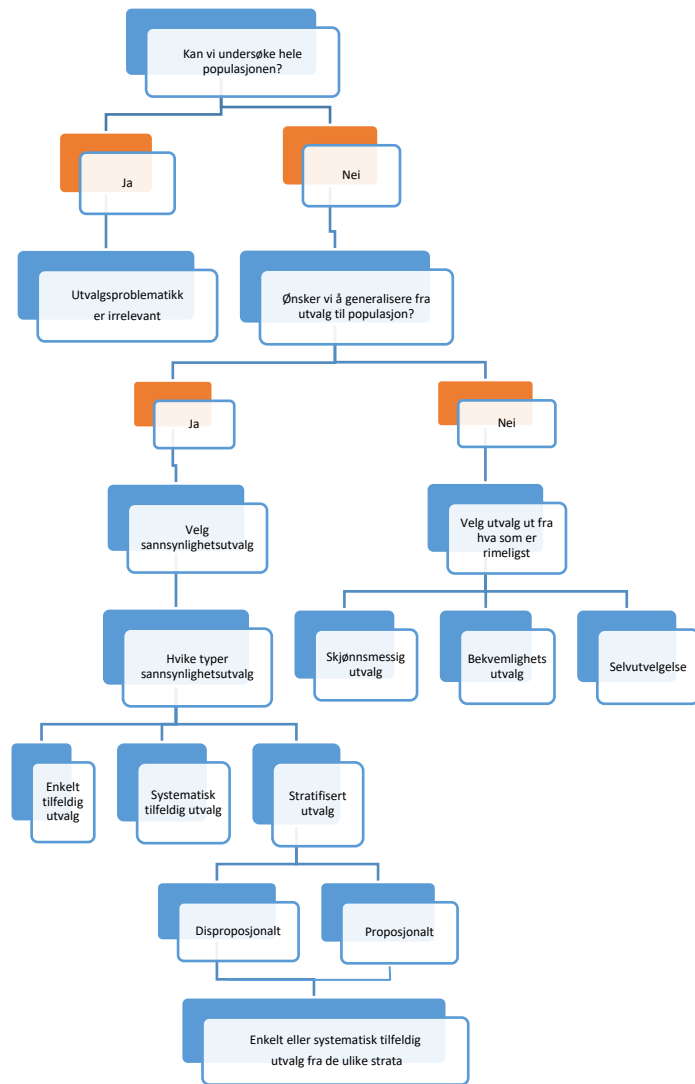 Kan vi undersøke hele
populasjonen?
Ja
Nei
Utvalgsproblematikk
er irrelevant
Ønsker vi å generalisere fra
utvalg til populasjon?
Ja
Nei
Velg
sannsynlighetsutvalg
Velg utvalg ut fra
hva som er
rimeligst
Hvike typer
sannsynlighetsutvalg
Skjønnsmessig
utvalg
Bekvemlighets
utvalg
Selvutvelgelse
Enkelt
tilfeldig
utvalg
Systematisk
tilfeldig utvalg
Stratifisert
utvalg
Disproposjonalt
Proposjonalt
Enkelt eller systematisk tilfeldig
utvalg fra de ulike strata